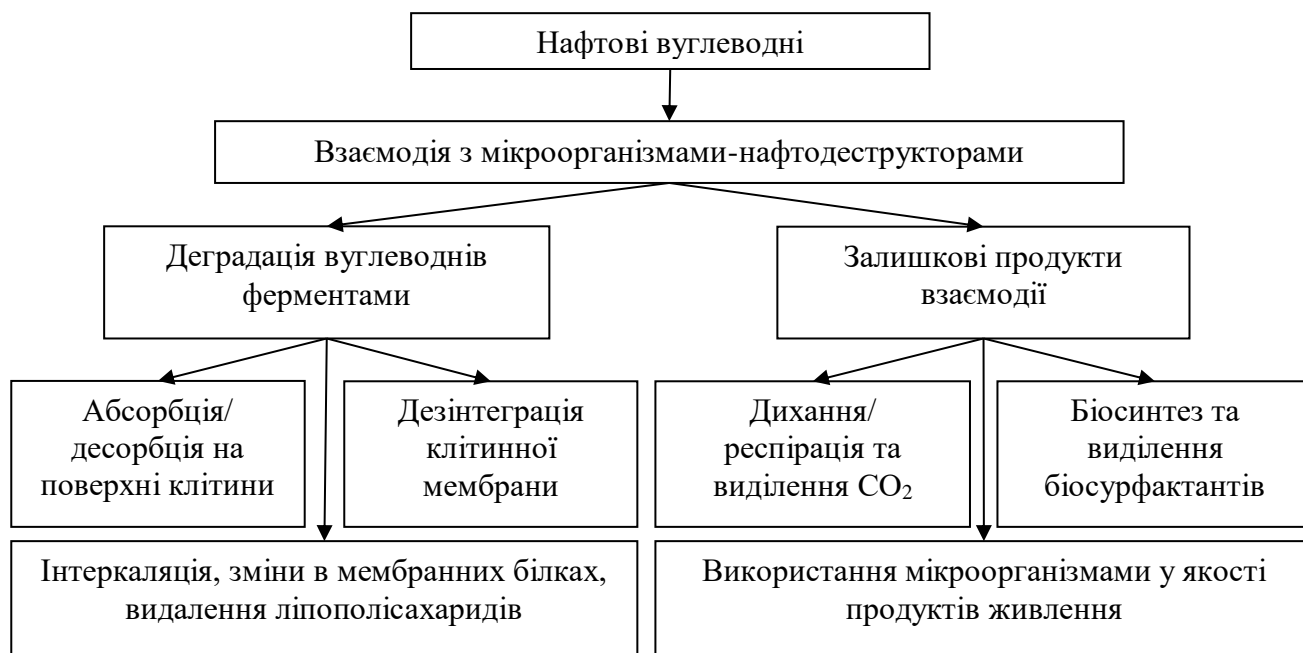 Нафтові вуглеводні
Взаємодія з мікроорганізмами-нафтодеструкторами
Деградація вуглеводнів
ферментами
Залишкові продукти
взаємодії
Абсорбція/
десорбція на
поверхні клітини
Дезінтеграція
клітинної
мембрани
Дихання/
респірація та
виділення CO₂
Біосинтез та
виділення
біосурфактантів
Інтеркаляція, зміни в мембранних білках,
видалення ліпополісахаридів
Використання мікроорганізмами у якості
продуктів живлення